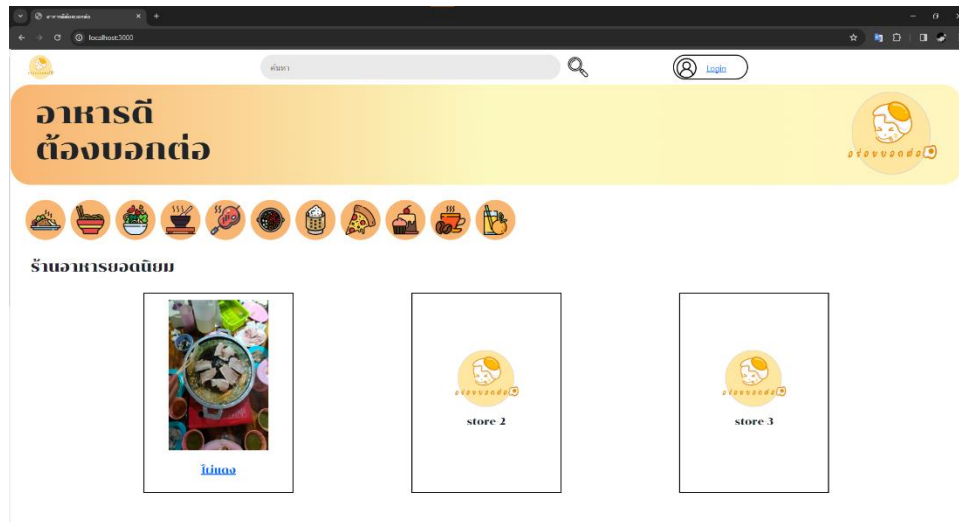 localhost:3000
ค้นหา
Login
อาหารดี
ต้องบอกต่อ
อร่อยบอกต่อ
ร้านอาหารยอดนิยม
อร่อยบอกต่อ
อร่อยบอกต่อ
store 2
store 3
โบ่แดง